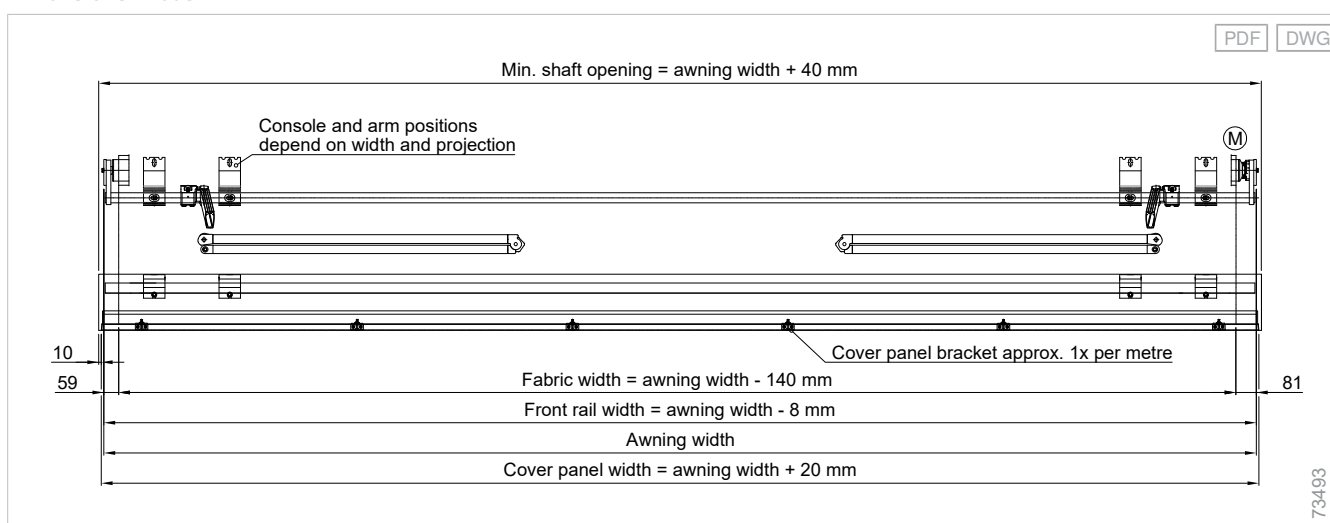 PDF DWG
Min. shaft opening = awning width + 40 mm
Console and arm positions
depend on width and projection
M
Cover panel bracket approx. 1x per metre
10
Fabric width = awning width - 140 mm
59
81
Front rail width = awning width - 8 mm
Awning width
Cover panel width = awning width + 20 mm
73493